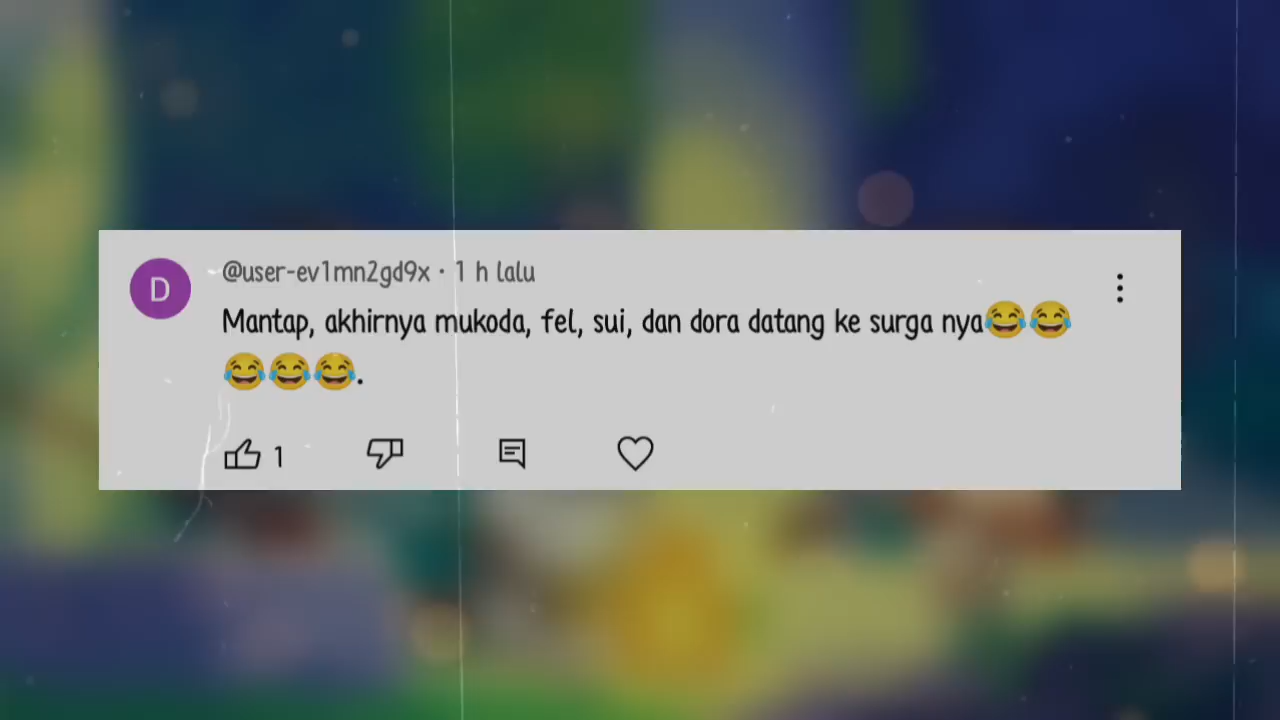 D
@user-ev1mn2gd9x · 1 h lalu
Mantap, akhirnya mukoda, fel, sui, dan dora datang ke surga nya😂😂
😂😂😂.
1